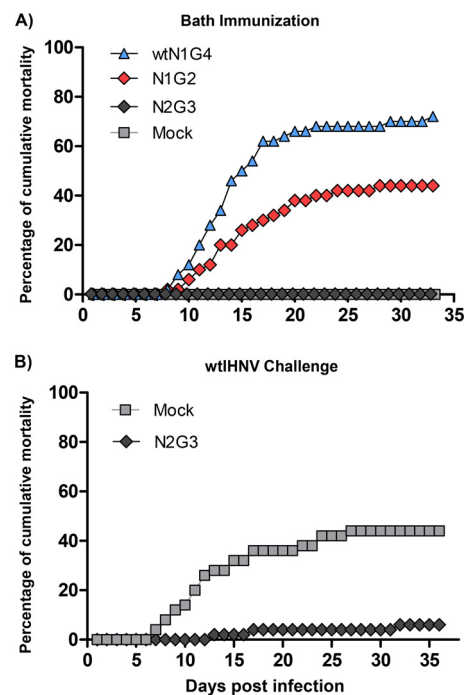 A) Bath Immunization
Percentage of cumulative mortality
100
80
60
40
20
0
wtN1G4
N1G2
N2G3
Mock
0 5 10 15 20 25 30 35
B) wtIHNV Challenge
Percentage of cumulative mortality
100
80
60
40
20
0
Mock
N2G3
0 5 10 15 20 25 30 35
Days post infection